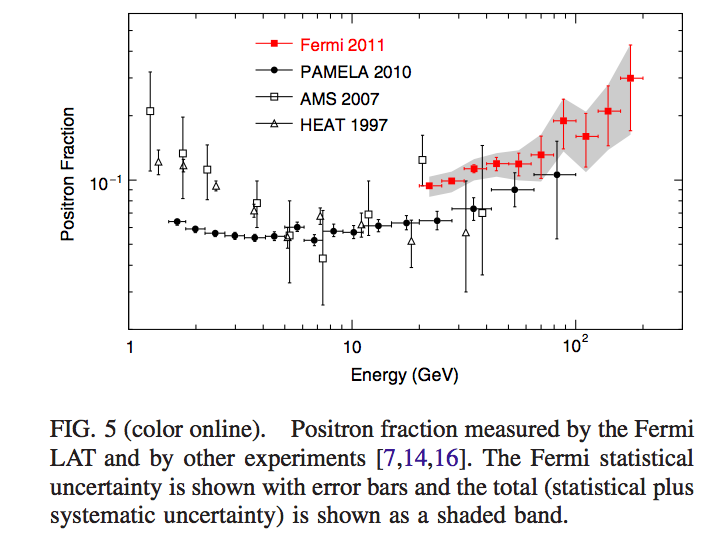 Fermi 2011
PAMELA 2010
AMS 2007
HEAT 1997
Positron Fraction
10⁻¹
1
10
10²
Energy (GeV)
FIG. 5 (color online). Positron fraction measured by the Fermi
LAT and by other experiments [7,14,16]. The Fermi statistical
uncertainty is shown with error bars and the total (statistical plus
systematic uncertainty) is shown as a shaded band.